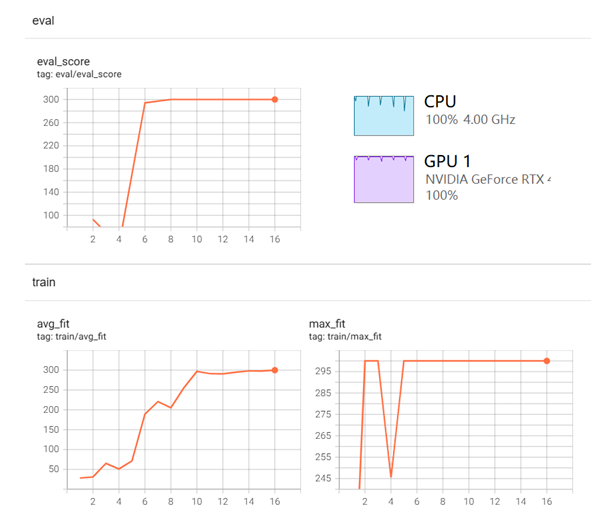 eval
eval_score
tag: eval/eval_score
300
260
220
180
140
100
2 4 6 8 10 12 14 16
CPU
100% 4.00 GHz
GPU 1
NVIDIA GeForce RTX
100%
train
avg_fit
tag: train/avg_fit
300
250
200
150
100
50
2 4 6 8 10 12 14 16
max_fit
tag: train/max_fit
295
285
275
265
255
245
2 4 6 8 10 12 14 16